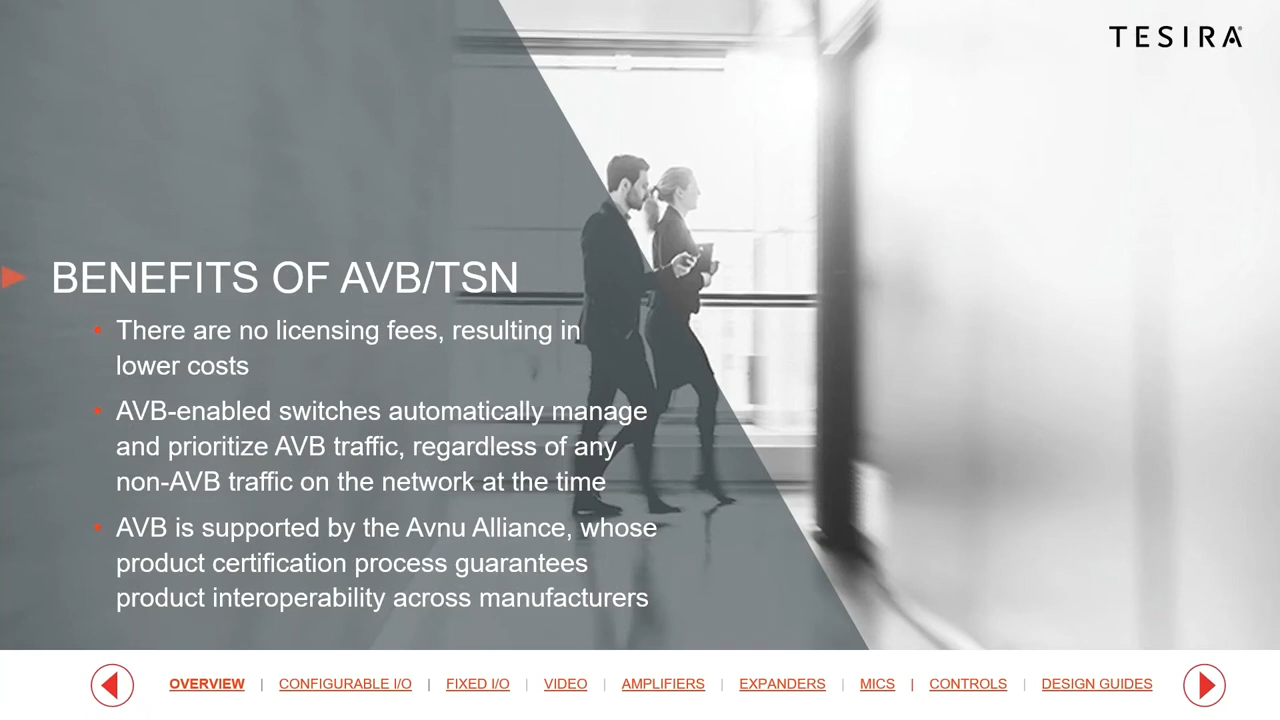 TESIRA
BENEFITS OF AVB/TSN
There are no licensing fees, resulting in
lower costs
AVB-enabled switches automatically manage
and prioritize AVB traffic, regardless of any
non-AVB traffic on the network at the time
AVB is supported by the Avnu Alliance, whose
product certification process guarantees
product interoperability across manufacturers
OVERVIEW | CONFIGURABLE I/O | FIXED I/O | VIDEO | AMPLIFIERS | EXPANDERS | MICS | CONTROLS | DESIGN GUIDES